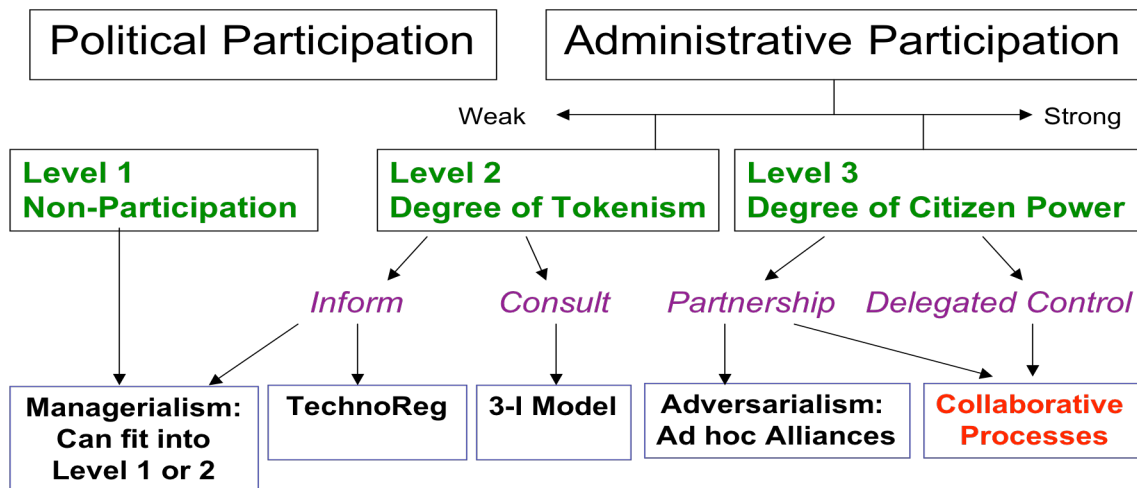 Political Participation
Administrative Participation
Weak
Strong
Level 1
Non-Participation
Level 2
Degree of Tokenism
Level 3
Degree of Citizen Power
Inform
Consult
Partnership
Delegated Control
Managerialism:
Can fit into
Level 1 or 2
TechnoReg
3-I Model
Adversarialism:
Ad hoc Alliances
Collaborative
Processes